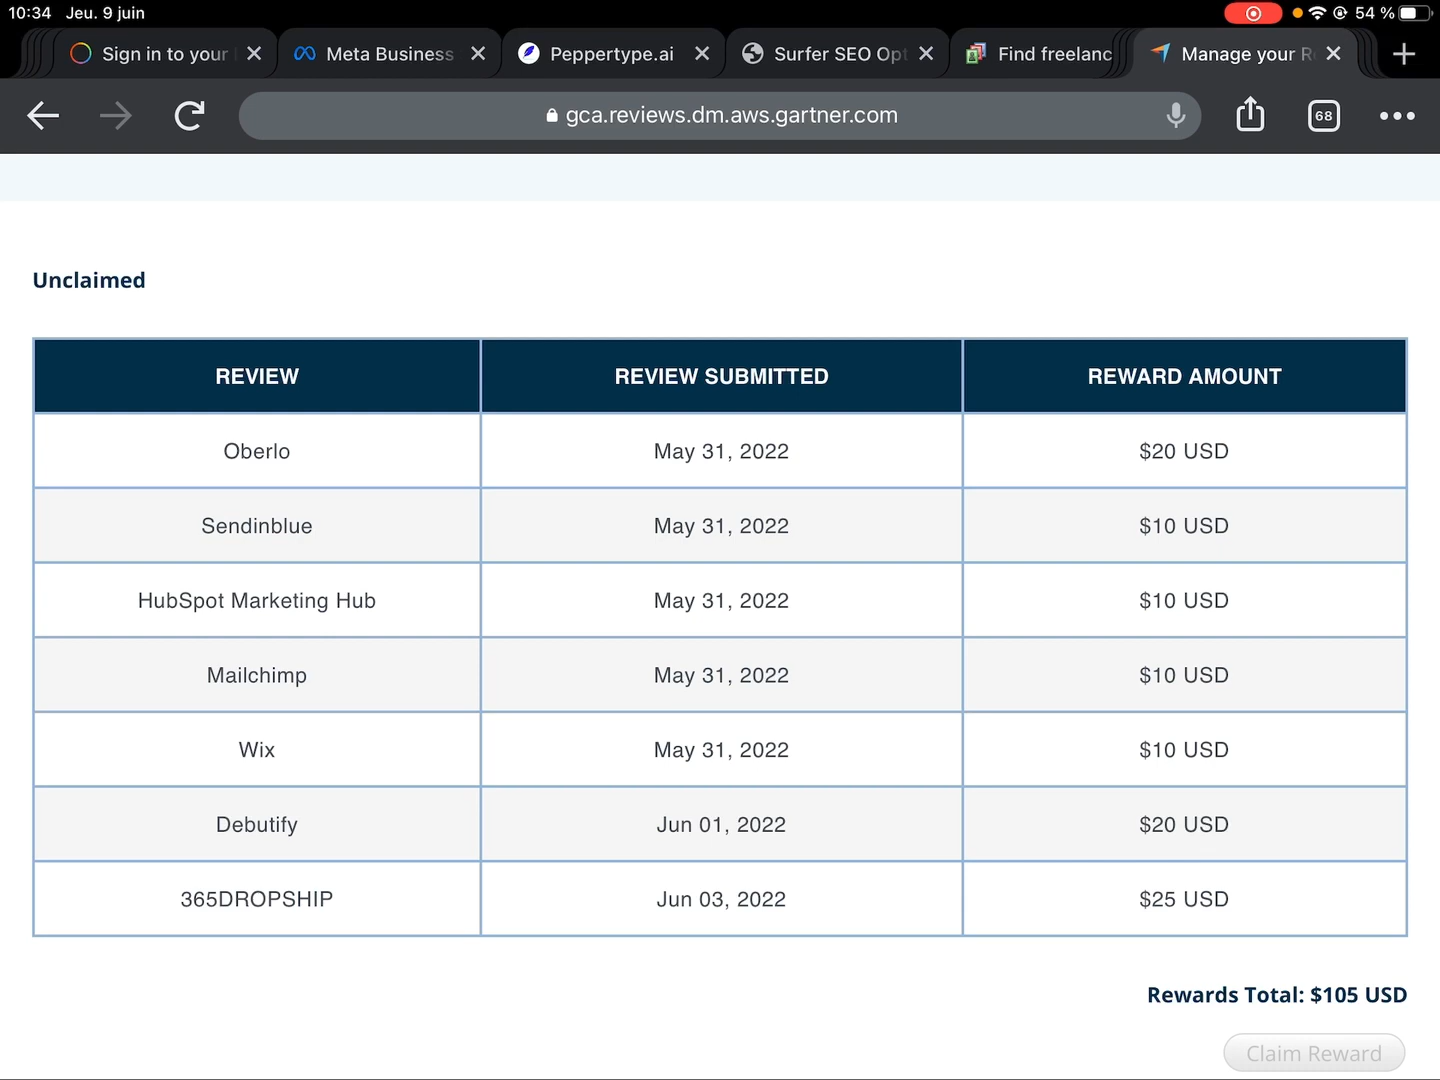 10:34 Jeu. 9 juin 54 %
Sign in to your Meta Business Peppertype.ai Surfer SEO Opt Find freelanc Manage your R
gca.reviews.dm.aws.gartner.com 68
Unclaimed
REVIEW REVIEW SUBMITTED REWARD AMOUNT
Oberlo May 31, 2022 $20 USD
Sendinblue May 31, 2022 $10 USD
HubSpot Marketing Hub May 31, 2022 $10 USD
Mailchimp May 31, 2022 $10 USD
Wix May 31, 2022 $10 USD
Debutify Jun 01, 2022 $20 USD
365DROPSHIP Jun 03, 2022 $25 USD
Rewards Total: $105 USD
Claim Reward